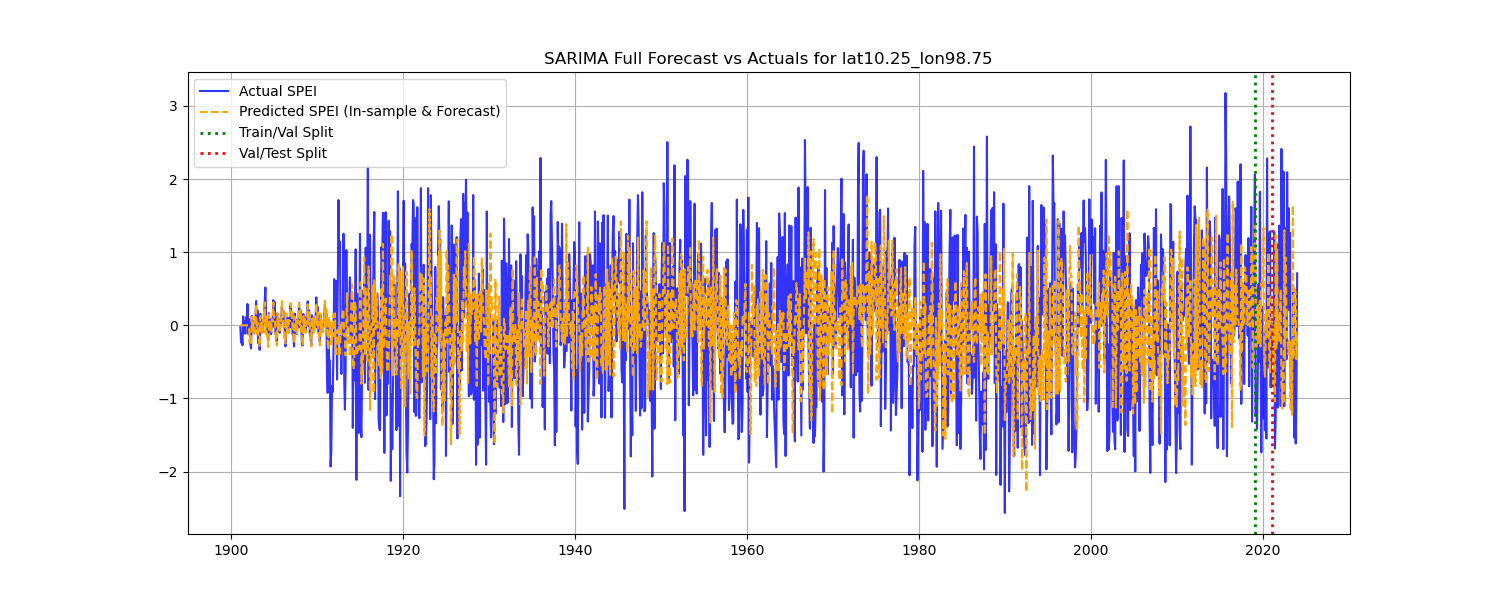 SARIMA Full Forecast vs Actuals for lat10.25_lon98.75
Actual SPEI
Predicted SPEI (In-sample & Forecast)
Train/Val Split
Val/Test Split
3
2
1
0
−1
−2
1900 1920 1940 1960 1980 2000 2020